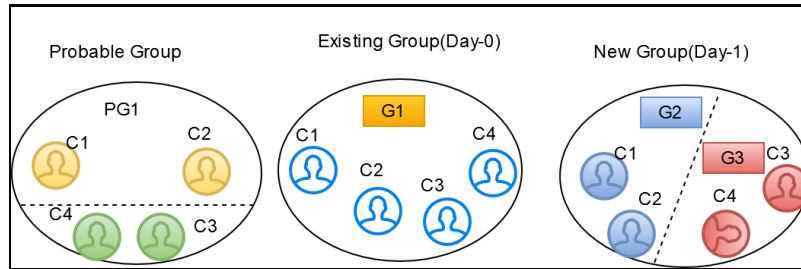 Probable Group
Existing Group(Day-0)
New Group(Day-1)
PG1
C1
C2
C4
C3
G1
C1
C2
C3
C4
G2
G3
C1
C2
C3
C4